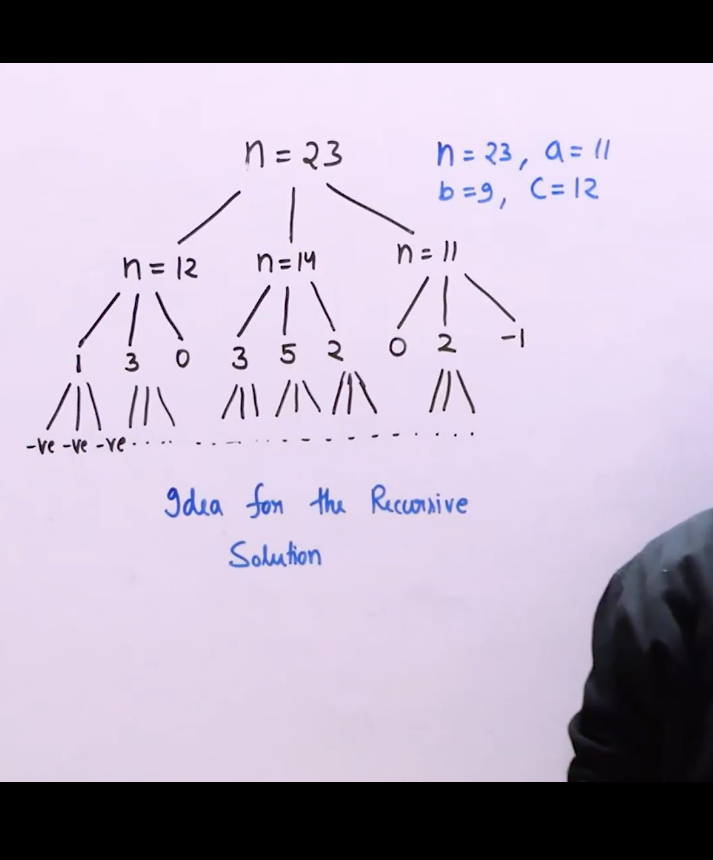 n = 23
n = 23, a = 11
b = 9, C = 12
n = 12 n = 14 n = 11
1 3 0 3 5 2 0 2 -1
-ve -ve -ve
Idea for the Recursive
Solution